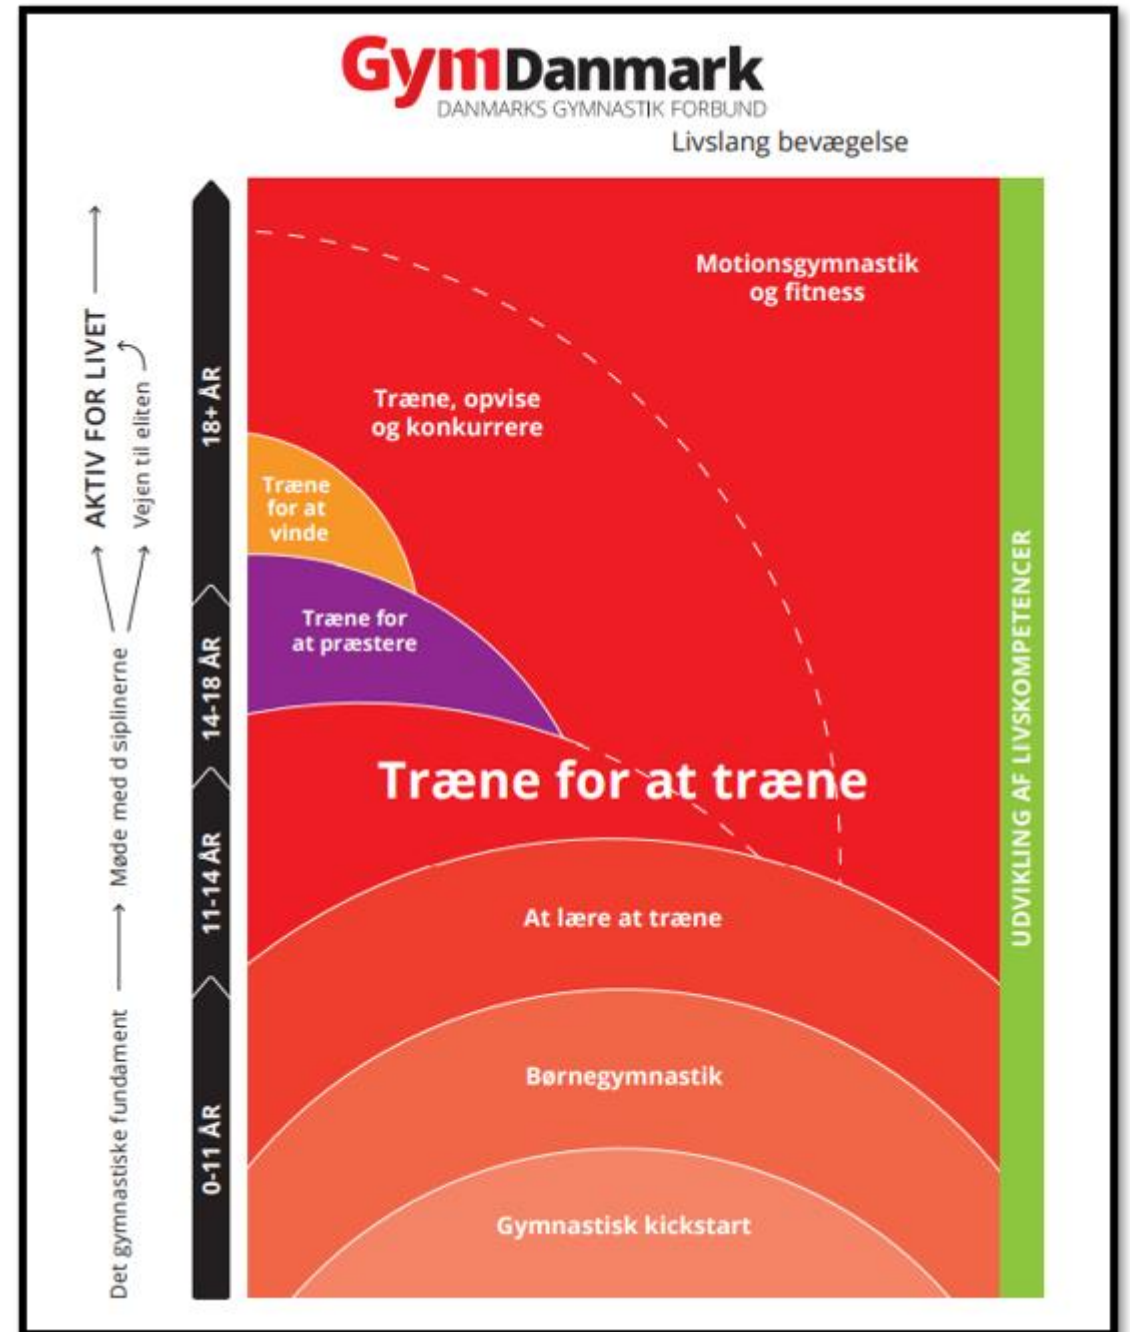 GymDanmark
DANMARKS GYMNASTIK FORBUND
Livslang bevægelse
AKTIV FOR LIVET
Vejen til eliten
Møde med d siplinerne
Det gymnastiske fundament
18+ ÅR
14-18 ÅR
11-14 ÅR
0-11 ÅR
Motionsgymnastik
og fitness
Træne, opvise
og konkurrere
Træne
for at
vinde
Træne for
at præstere
Træne for at træne
At lære at træne
Børnegymnastik
Gymnastisk kickstart
UDVIKLING AF LIVSKOMPETENCER